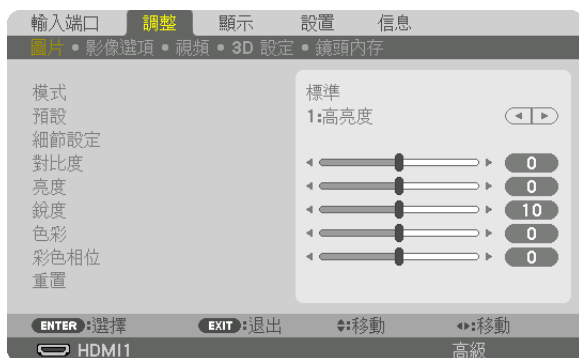 輸入端口 調整 顯示 設置 信息
圖片 • 影像選項 • 視頻 • 3D 設定 • 鏡頭內存
模式 標準
預設 1:高亮度
細節設定
對比度 0
亮度 0
銳度 10
色彩 0
彩色相位 0
重置
ENTER:選擇 EXIT:退出 :移動 :移動
HDMI1 高級